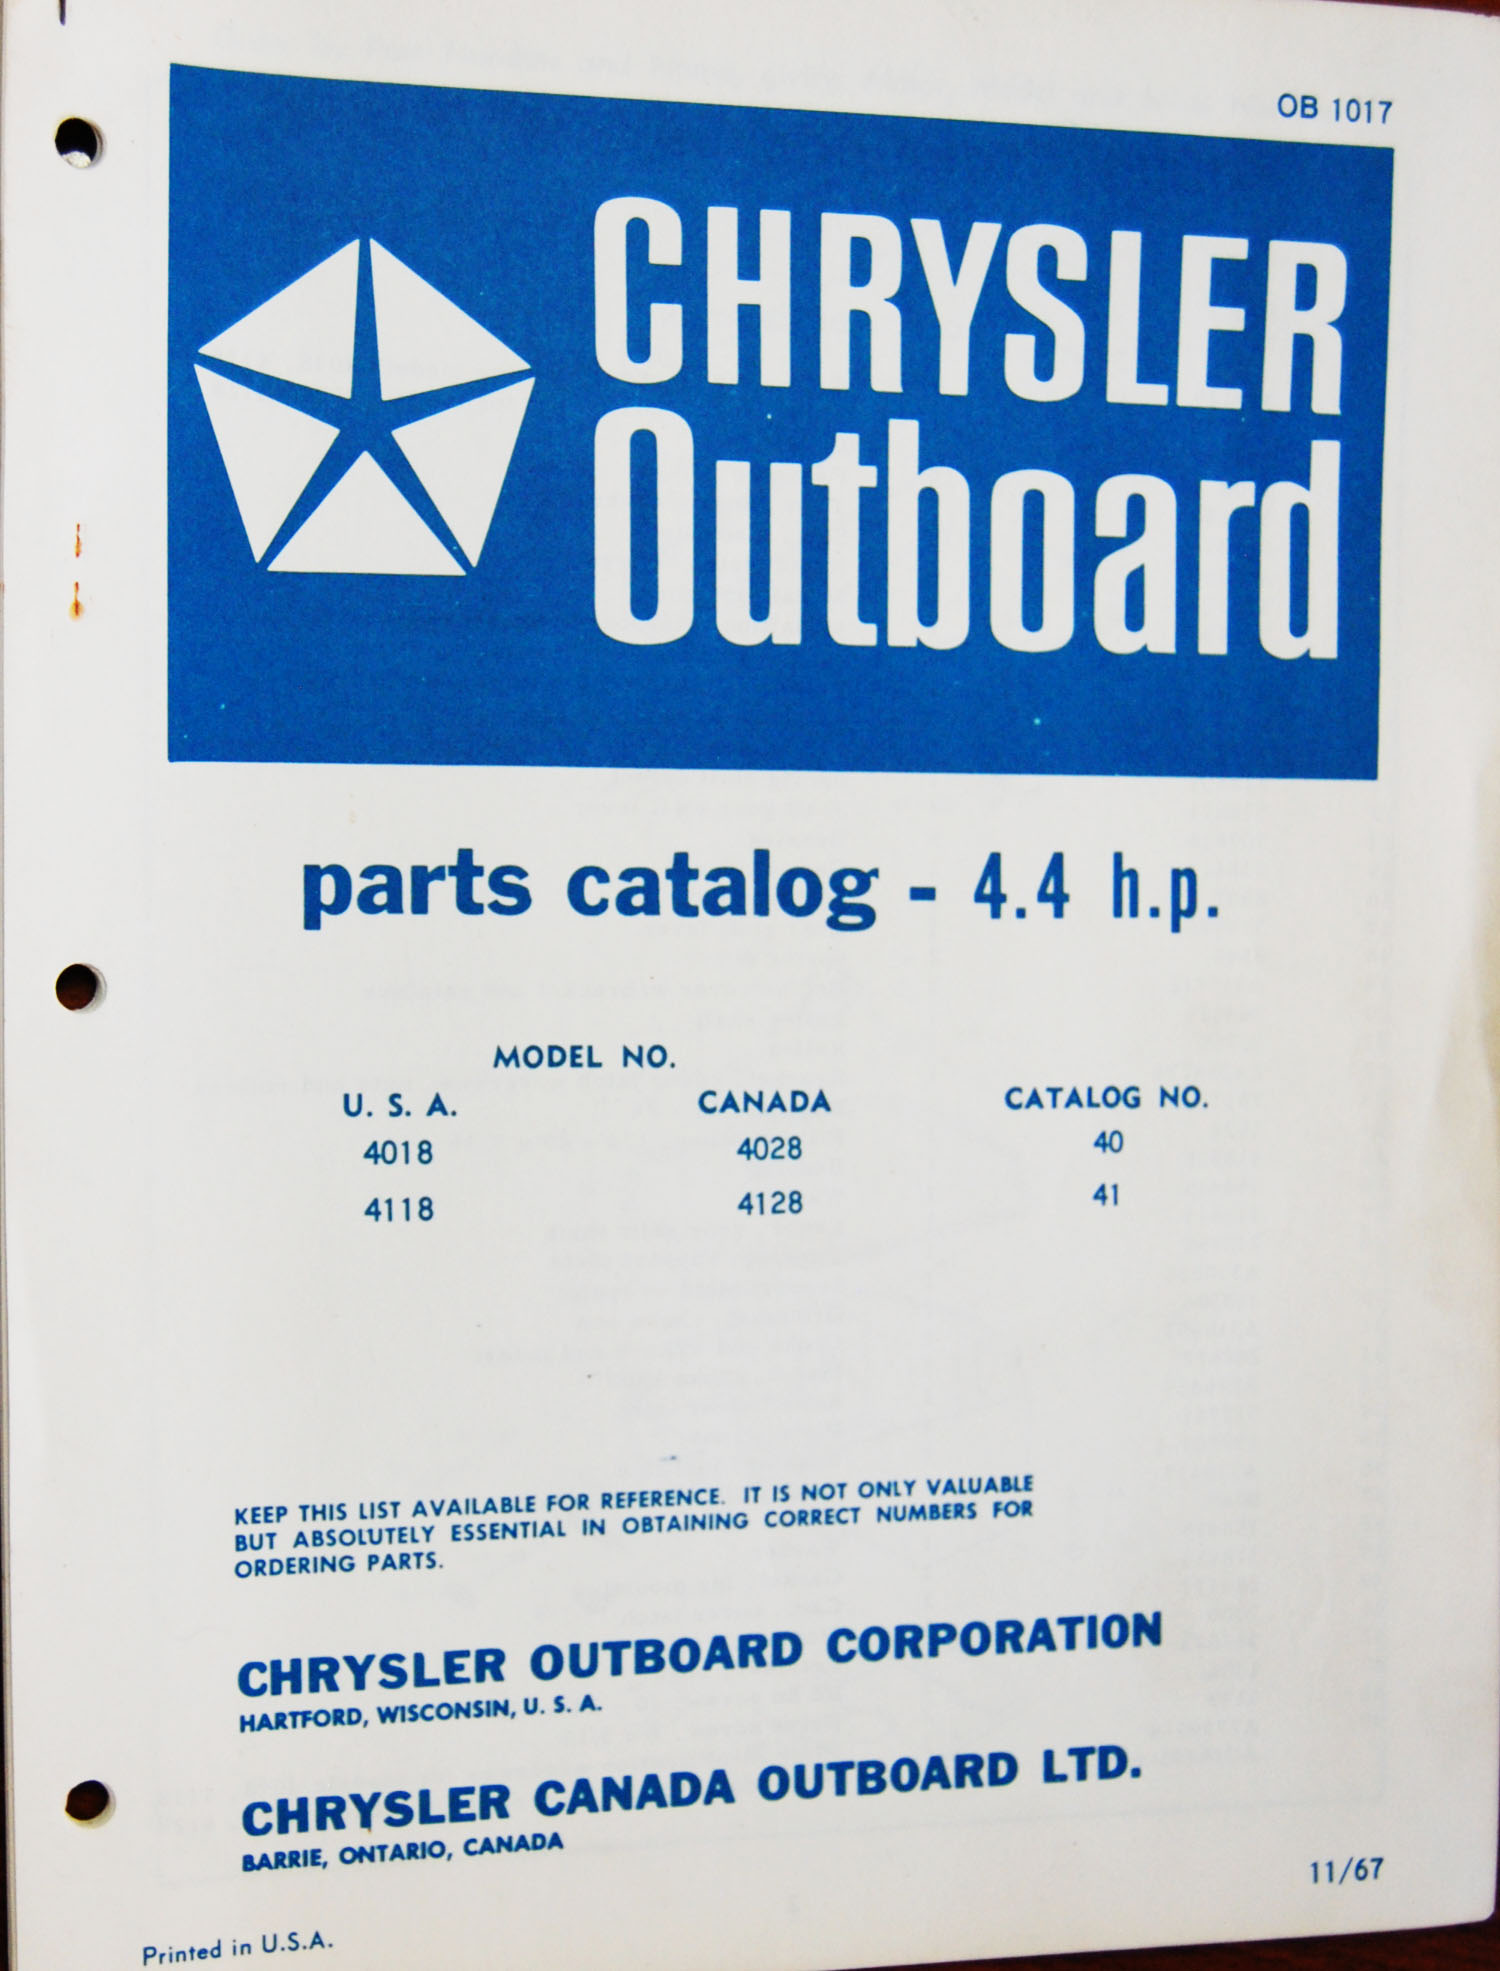 OB 1017
CHRYSLER
Outboard
parts catalog - 4.4 h.p.
MODEL NO.
U. S. A. CANADA CATALOG NO.
4018 4028 40
4118 4128 41
KEEP THIS LIST AVAILABLE FOR REFERENCE. IT IS NOT ONLY VALUABLE
BUT ABSOLUTELY ESSENTIAL IN OBTAINING CORRECT NUMBERS FOR
ORDERING PARTS.
CHRYSLER OUTBOARD CORPORATION
HARTFORD, WISCONSIN, U. S. A.
CHRYSLER CANADA OUTBOARD LTD.
BARRIE, ONTARIO, CANADA
11/67
Printed in U.S.A.